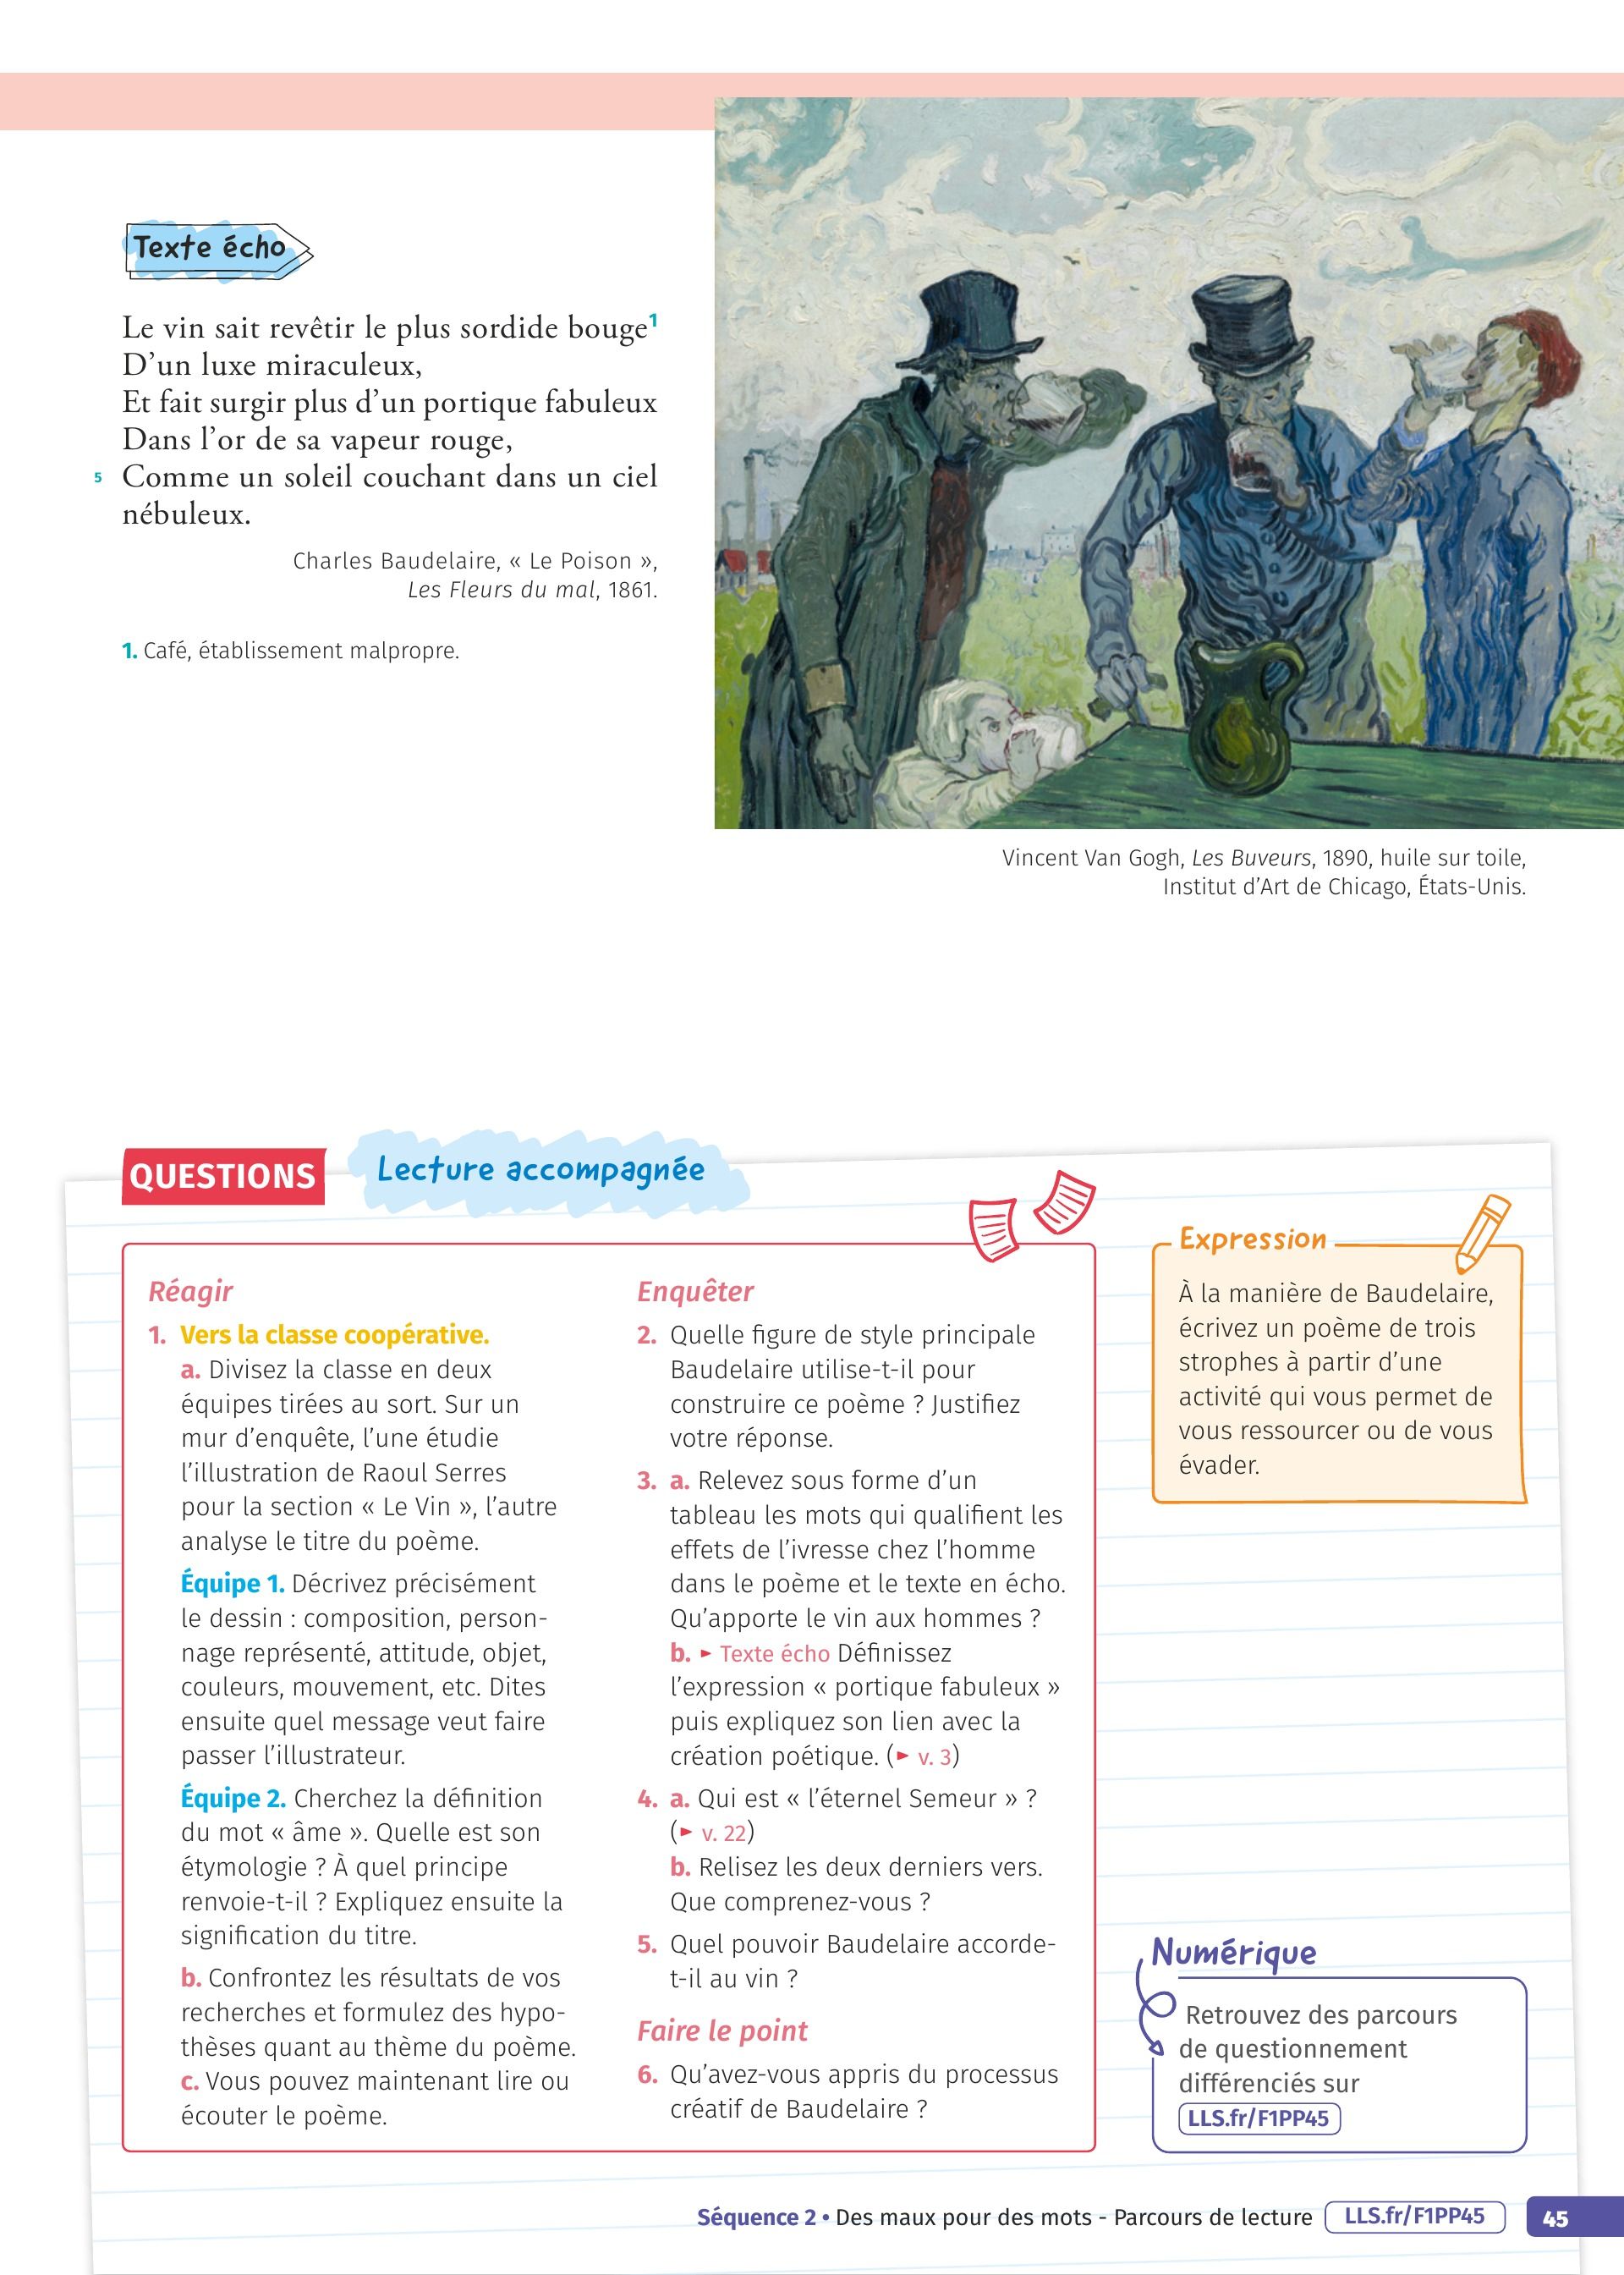 Texte écho
Le vin sait revêtir le plus sordide bouge1
D’un luxe miraculeux,
Et fait surgir plus d’un portique fabuleux
Dans l’or de sa vapeur rouge,
5 Comme un soleil couchant dans un ciel
nébuleux.
Charles Baudelaire, « Le Poison »,
Les Fleurs du mal, 1861.
1. Café, établissement malpropre.
Vincent Van Gogh, Les Buveurs, 1890, huile sur toile,
Institut d’Art de Chicago, États-Unis.
QUESTIONS
Lecture accompagnée
Réagir
1. Vers la classe coopérative.
a. Divisez la classe en deux
équipes tirées au sort. Sur un
mur d’enquête, l’une étudie
l’illustration de Raoul Serres
pour la section « Le Vin », l’autre
analyse le titre du poème.
Équipe 1. Décrivez précisément
le dessin : composition, person-
nage représenté, attitude, objet,
couleurs, mouvement, etc. Dites
ensuite quel message veut faire
passer l’illustrateur.
Équipe 2. Cherchez la définition
du mot « âme ». Quelle est son
étymologie ? À quel principe
renvoie-t-il ? Expliquez ensuite la
signification du titre.
b. Confrontez les résultats de vos
recherches et formulez des hypo-
thèses quant au thème du poème.
c. Vous pouvez maintenant lire ou
écouter le poème.
Enquêter
2. Quelle figure de style principale
Baudelaire utilise-t-il pour
construire ce poème ? Justifiez
votre réponse.
3. a. Relevez sous forme d’un
tableau les mots qui qualifient les
effets de l’ivresse chez l’homme
dans le poème et le texte en écho.
Qu’apporte le vin aux hommes ?
b. ► Texte écho Définissez
l’expression « portique fabuleux »
puis expliquez son lien avec la
création poétique. (► v. 3)
4. a. Qui est « l’éternel Semeur » ?
(► v. 22)
b. Relisez les deux derniers vers.
Que comprenez-vous ?
5. Quel pouvoir Baudelaire accorde-
t-il au vin ?
Faire le point
6. Qu’avez-vous appris du processus
créatif de Baudelaire ?
Expression
À la manière de Baudelaire,
écrivez un poème de trois
strophes à partir d’une
activité qui vous permet de
vous ressourcer ou de vous
évader.
Numérique
Retrouvez des parcours
de questionnement
différenciés sur
LLS.fr/F1PP45
Séquence 2 • Des maux pour des mots - Parcours de lecture LLS.fr/F1PP45 45